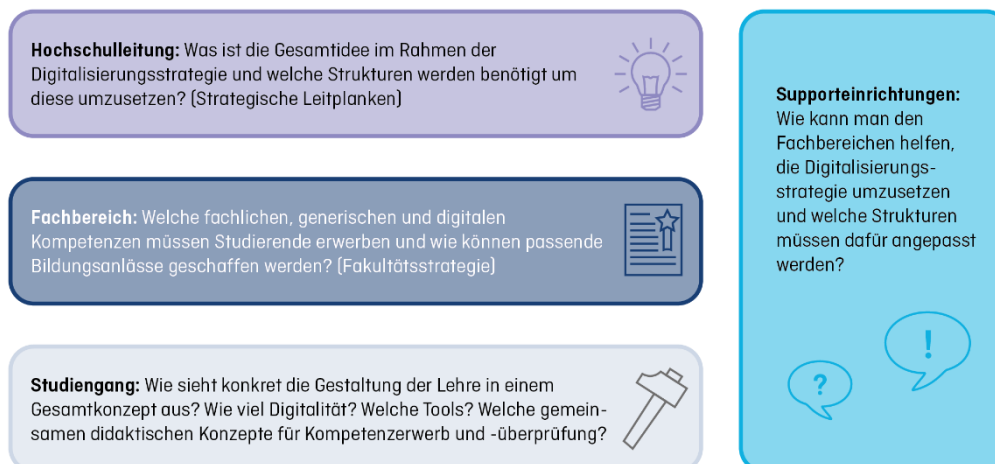 Hochschulleitung: Was ist die Gesamtidee im Rahmen der
Digitalisierungsstrategie und welche Strukturen werden benötigt um
diese umzusetzen? (Strategische Leitplanken)
Fachbereich: Welche fachlichen, generischen und digitalen
Kompetenzen müssen Studierende erwerben und wie können passende
Bildungsanlässe geschaffen werden? (Fakultätsstrategie)
Studiengang: Wie sieht konkret die Gestaltung der Lehre in einem
Gesamtkonzept aus? Wie viel Digitalität? Welche Tools? Welche gemein-
samen didaktischen Konzepte für Kompetenzerwerb und -überprüfung?
Supporteinrichtungen:
Wie kann man den
Fachbereichen helfen,
die Digitalisierungs-
strategie umzusetzen
und welche Strukturen
müssen dafür angepasst
werden?
!
?